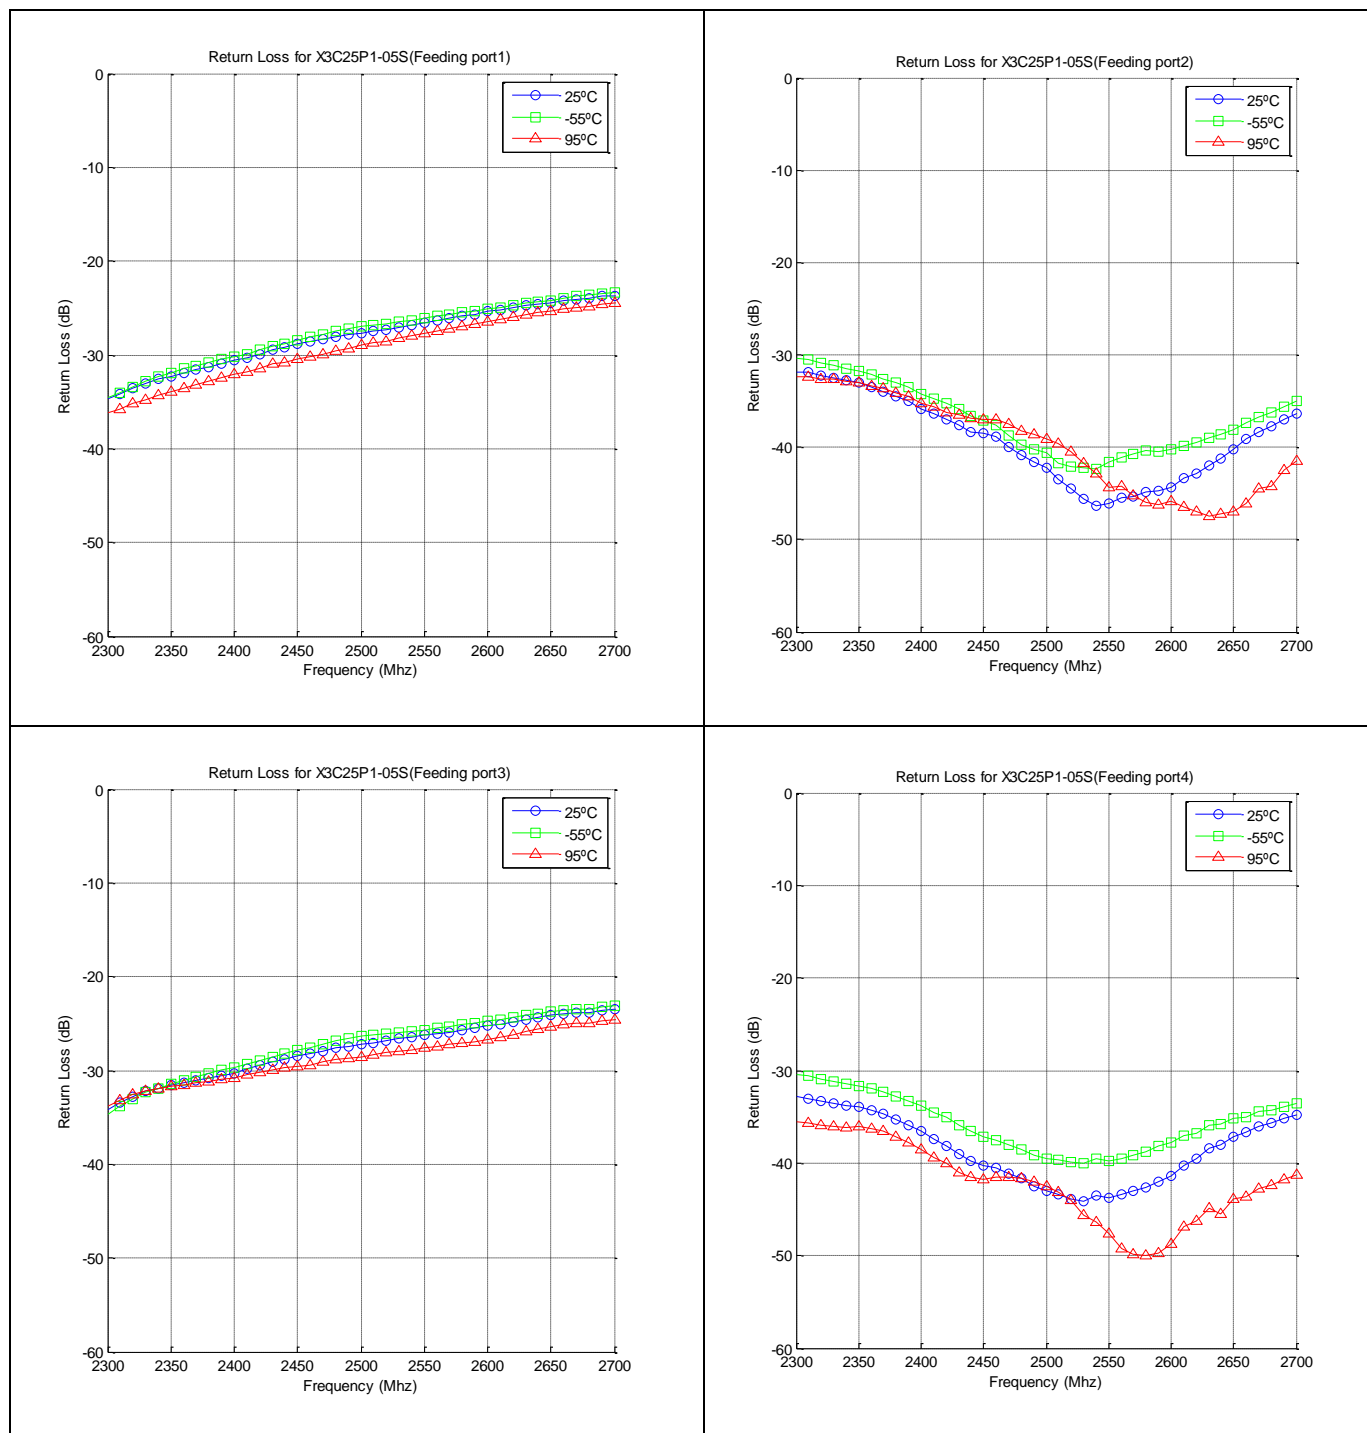 Return Loss for X3C25P1-05S(Feeding port1)
0
-10
-20
-30
-40
-50
-60
Return Loss (dB)
25ºC
-55ºC
95ºC
2300 2350 2400 2450 2500 2550 2600 2650 2700
Frequency (Mhz)
Return Loss for X3C25P1-05S(Feeding port2)
0
-10
-20
-30
-40
-50
-60
Return Loss (dB)
25ºC
-55ºC
95ºC
2300 2350 2400 2450 2500 2550 2600 2650 2700
Frequency (Mhz)
Return Loss for X3C25P1-05S(Feeding port3)
0
-10
-20
-30
-40
-50
-60
Return Loss (dB)
25ºC
-55ºC
95ºC
2300 2350 2400 2450 2500 2550 2600 2650 2700
Frequency (Mhz)
Return Loss for X3C25P1-05S(Feeding port4)
0
-10
-20
-30
-40
-50
-60
Return Loss (dB)
25ºC
-55ºC
95ºC
2300 2350 2400 2450 2500 2550 2600 2650 2700
Frequency (Mhz)